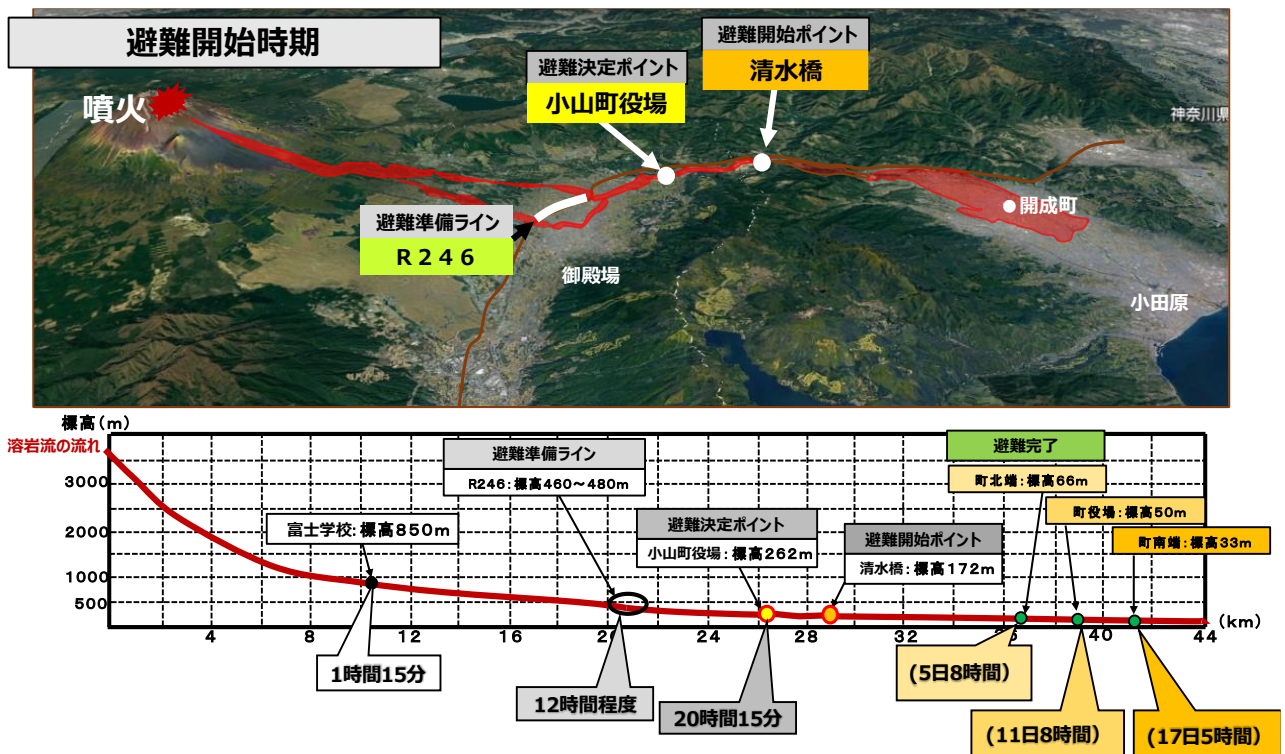 避難開始時期
避難開始ポイント
清水橋
避難決定ポイント
小山町役場
噴火
神奈川県
避難準備ライン
R246
御殿場
開成町
小田原
標高(m)
溶岩流の流れ
3000
2000
1000
500
避難準備ライン
R246:標高460～480m
富士学校:標高850m
避難決定ポイント
小山町役場:標高262m
避難開始ポイント
清水橋:標高172m
避難完了
町北端:標高66m
町役場:標高50m
町南端:標高33m
4
8
12
16
20
24
28
32
36
40
44
(km)
1時間15分
12時間程度
20時間15分
(5日8時間)
(11日8時間)
(17日5時間)